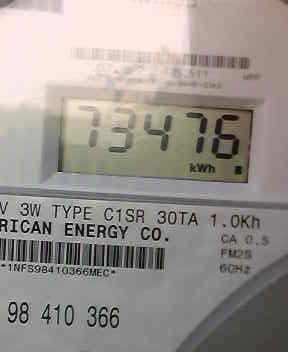 73476
kWh
V 3W TYPE C1SR 30TA 1.0Kh
RICAN ENERGY CO.
CA 0.5
FM2S
60Hz
*1NFS98410366MEC*
98 410 366